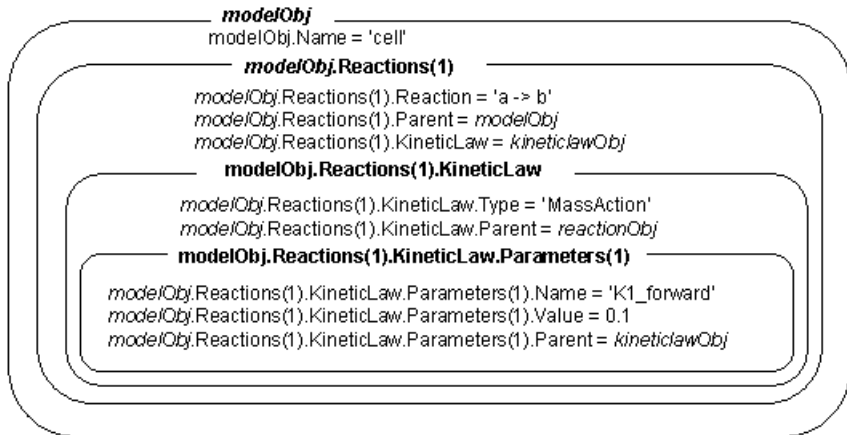 modelObj
modelObj.Name = 'cell'
modelObj.Reactions(1)
modelObj.Reactions(1).Reaction = 'a -> b'
modelObj.Reactions(1).Parent = modelObj
modelObj.Reactions(1).KineticLaw = kineticlawObj
modelObj.Reactions(1).KineticLaw
modelObj.Reactions(1).KineticLaw.Type = 'MassAction'
modelObj.Reactions(1).KineticLaw.Parent = reactionObj
modelObj.Reactions(1).KineticLaw.Parameters(1)
modelObj.Reactions(1).KineticLaw.Parameters(1).Name = 'K1_forward'
modelObj.Reactions(1).KineticLaw.Parameters(1).Value = 0.1
modelObj.Reactions(1).KineticLaw.Parameters(1).Parent = kineticlawObj